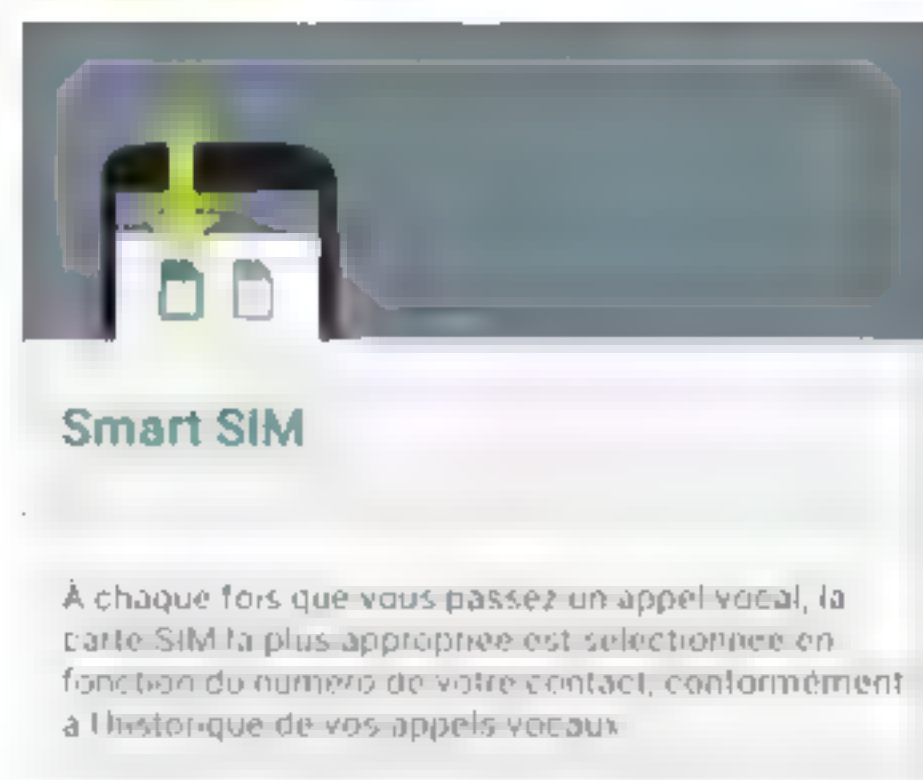 Smart SIM
À chaque fois que vous passez un appel vocal, la
carte SIM la plus appropriée est sélectionnée en
fonction du numéro de votre contact, conformément
à l'historique de vos appels vocaux